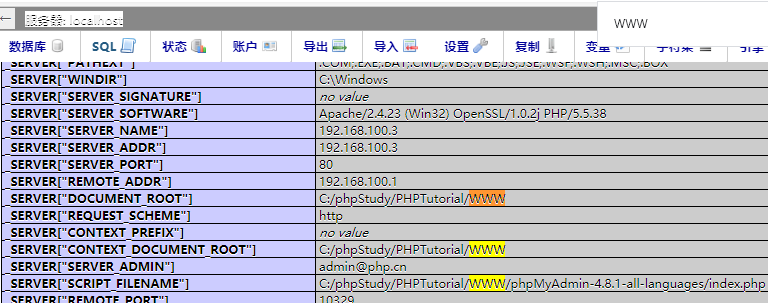 ← 服务器: localhost
WWW
数据库 SQL 状态 账户 导出 导入 设置 复制 变量 字符集 引擎
_SERVER["PATHEXT"] .COM;.EXE;.BAT;.CMD;.VBS;.VBE;.JS;.JSE;.WSF;.WSH;.MSC;.BOX
_SERVER["WINDIR"] C:\Windows
_SERVER["SERVER_SIGNATURE"] no value
_SERVER["SERVER_SOFTWARE"] Apache/2.4.23 (Win32) OpenSSL/1.0.2j PHP/5.5.38
_SERVER["SERVER_NAME"] 192.168.100.3
_SERVER["SERVER_ADDR"] 192.168.100.3
_SERVER["SERVER_PORT"] 80
_SERVER["REMOTE_ADDR"] 192.168.100.1
_SERVER["DOCUMENT_ROOT"] C:/phpStudy/PHPTutorial/WWW
_SERVER["REQUEST_SCHEME"] http
_SERVER["CONTEXT_PREFIX"] no value
_SERVER["CONTEXT_DOCUMENT_ROOT"] C:/phpStudy/PHPTutorial/WWW
_SERVER["SERVER_ADMIN"] admin@php.cn
_SERVER["SCRIPT_FILENAME"] C:/phpStudy/PHPTutorial/WWW/phpMyAdmin-4.8.1-all-languages/index.php
_SERVER["REMOTE_PORT"] 10329